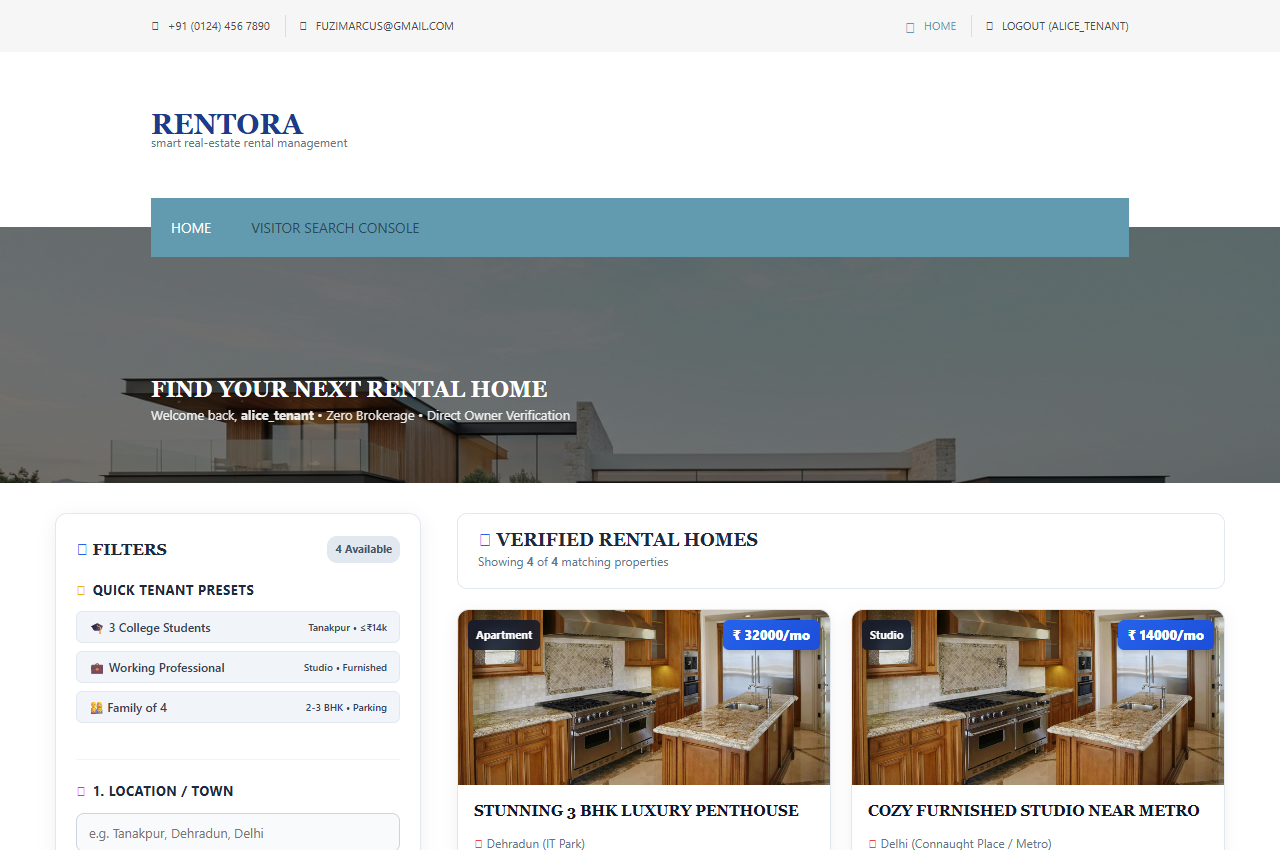 +91 (0124) 456 7890
FUZIMARCUS@GMAIL.COM
HOME
LOGOUT (ALICE_TENANT)
RENTORA
smart real-estate rental management
HOME
VISITOR SEARCH CONSOLE
FIND YOUR NEXT RENTAL HOME
Welcome back, alice_tenant • Zero Brokerage • Direct Owner Verification
FILTERS
4 Available
QUICK TENANT PRESETS
3 College Students
Tanakpur • ≤₹14k
Working Professional
Studio • Furnished
Family of 4
2-3 BHK • Parking
1. LOCATION / TOWN
e.g. Tanakpur, Dehradun, Delhi
VERIFIED RENTAL HOMES
Showing 4 of 4 matching properties
Apartment
₹ 32000/mo
STUNNING 3 BHK LUXURY PENTHOUSE
Dehradun (IT Park)
Studio
₹ 14000/mo
COZY FURNISHED STUDIO NEAR METRO
Delhi (Connaught Place / Metro)